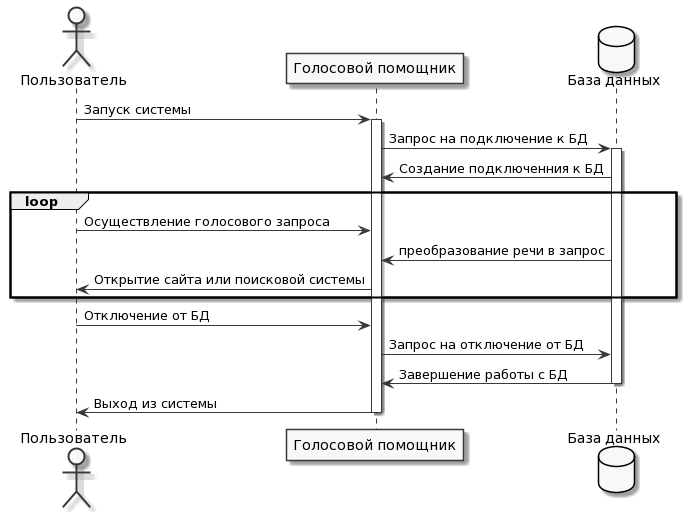 Пользователь
Голосовой помощник
База данных
Запуск системы
Запрос на подключение к БД
Создание подключенния к БД
loop
Осуществление голосового запроса
преобразование речи в запрос
Открытие сайта или поисковой системы
Отключение от БД
Запрос на отключение от БД
Завершение работы с БД
Выход из системы
Пользователь
Голосовой помощник
База данных